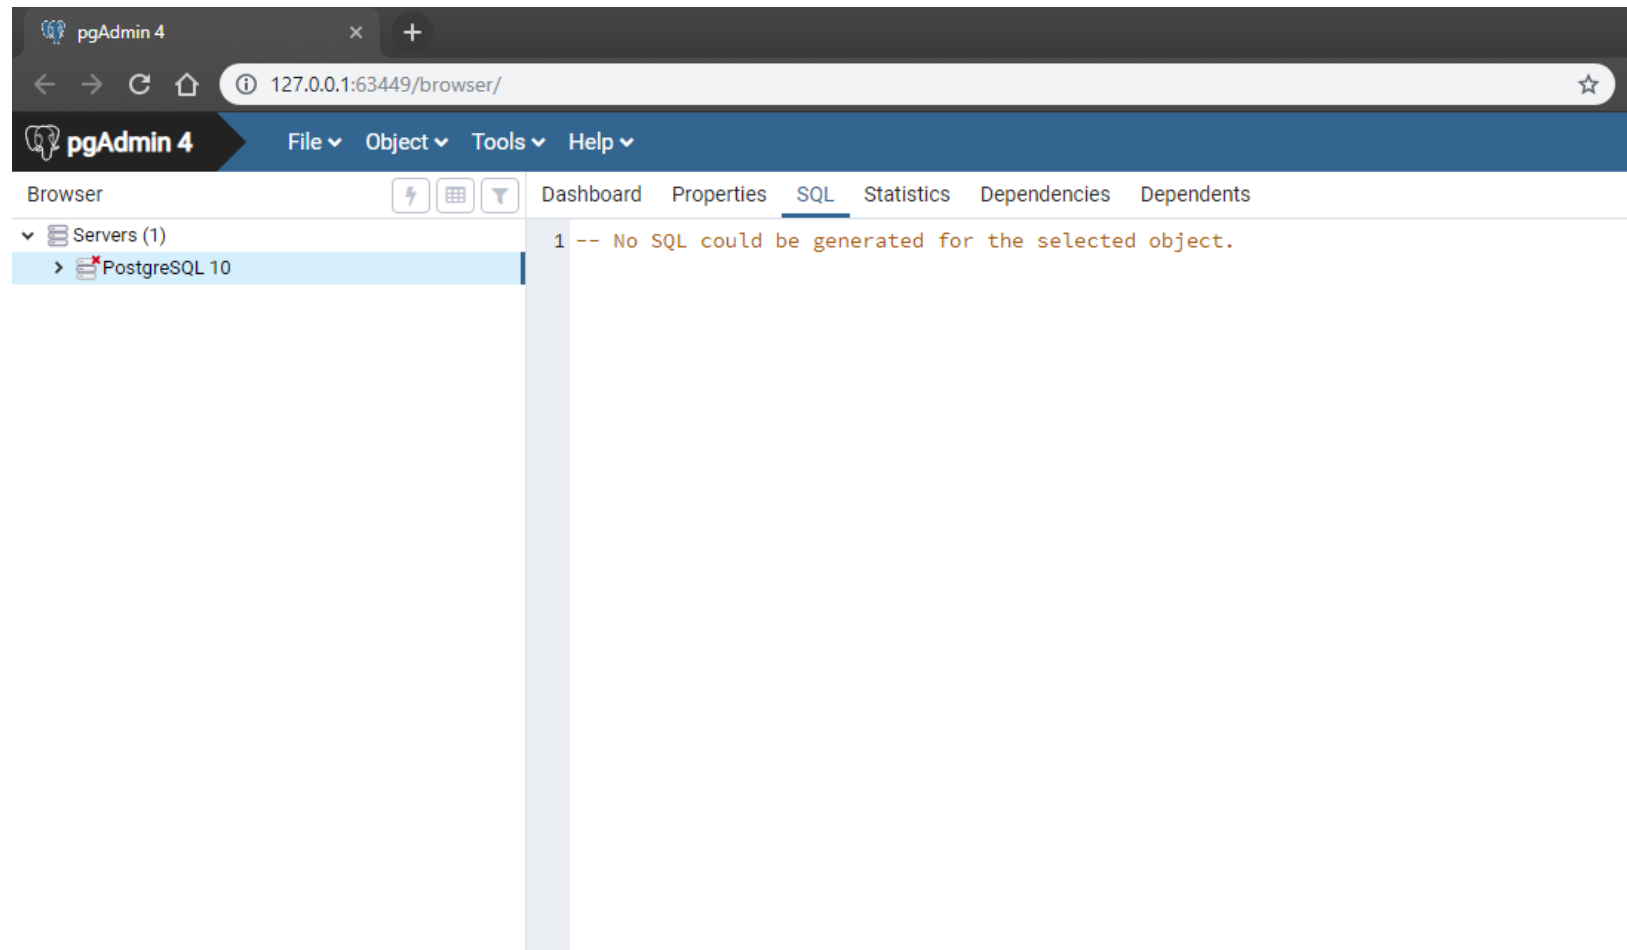 pgAdmin 4
127.0.0.1:63449/browser/
pgAdmin 4 File Object Tools Help
Browser Dashboard Properties SQL Statistics Dependencies Dependents
Servers (1)
1 -- No SQL could be generated for the selected object.
PostgreSQL 10